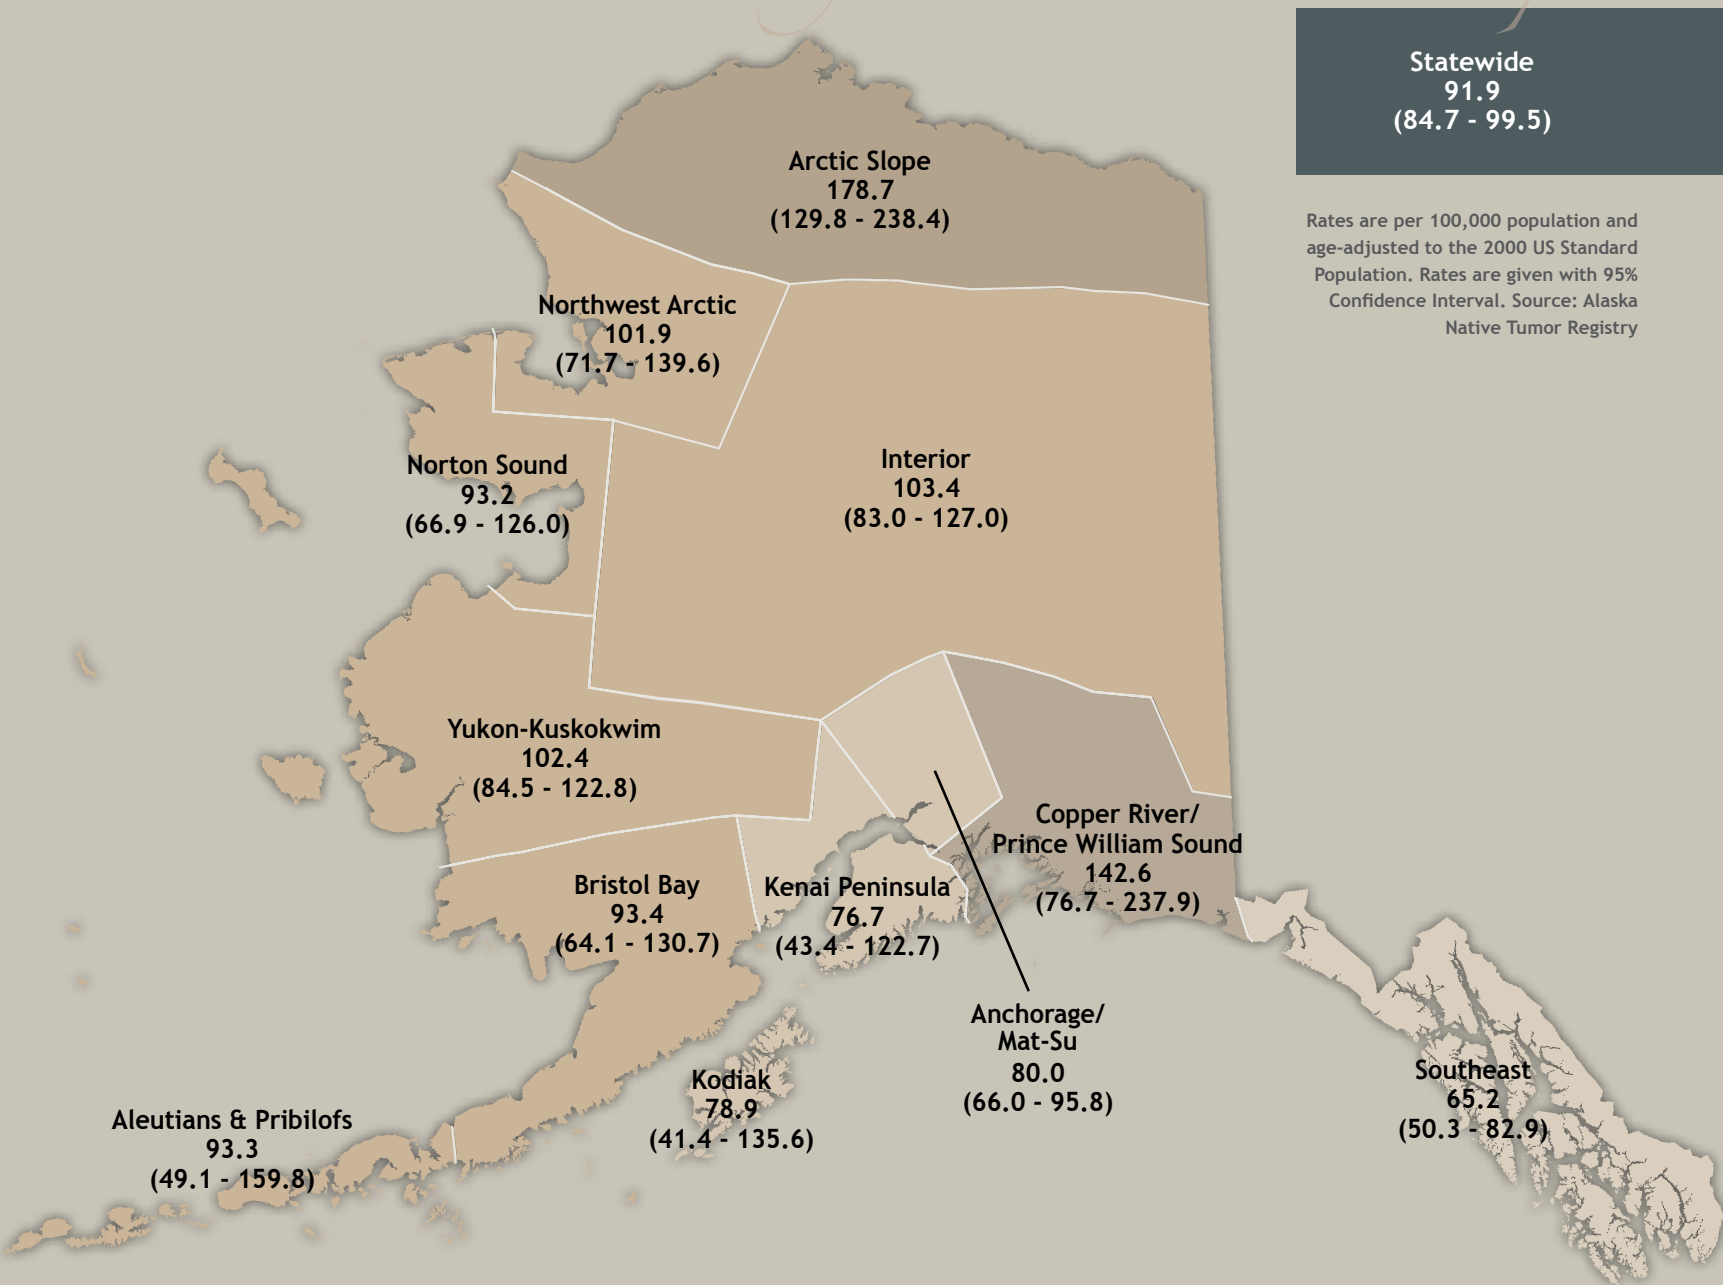 Statewide
91.9
(84.7 - 99.5)
Rates are per 100,000 population and
age-adjusted to the 2000 US Standard
Population. Rates are given with 95%
Confidence Interval. Source: Alaska
Native Tumor Registry
Arctic Slope
178.7
(129.8 - 238.4)
Northwest Arctic
101.9
(71.7 - 139.6)
Norton Sound
93.2
(66.9 - 126.0)
Interior
103.4
(83.0 - 127.0)
Yukon-Kuskokwim
102.4
(84.5 - 122.8)
Copper River/
Prince William Sound
142.6
(76.7 - 237.9)
Bristol Bay
93.4
(64.1 - 130.7)
Kenai Peninsula
76.7
(43.4 - 122.7)
Anchorage/
Mat-Su
80.0
(66.0 - 95.8)
Kodiak
78.9
(41.4 - 135.6)
Southeast
65.2
(50.3 - 82.9)
Aleutians & Pribilofs
93.3
(49.1 - 159.8)